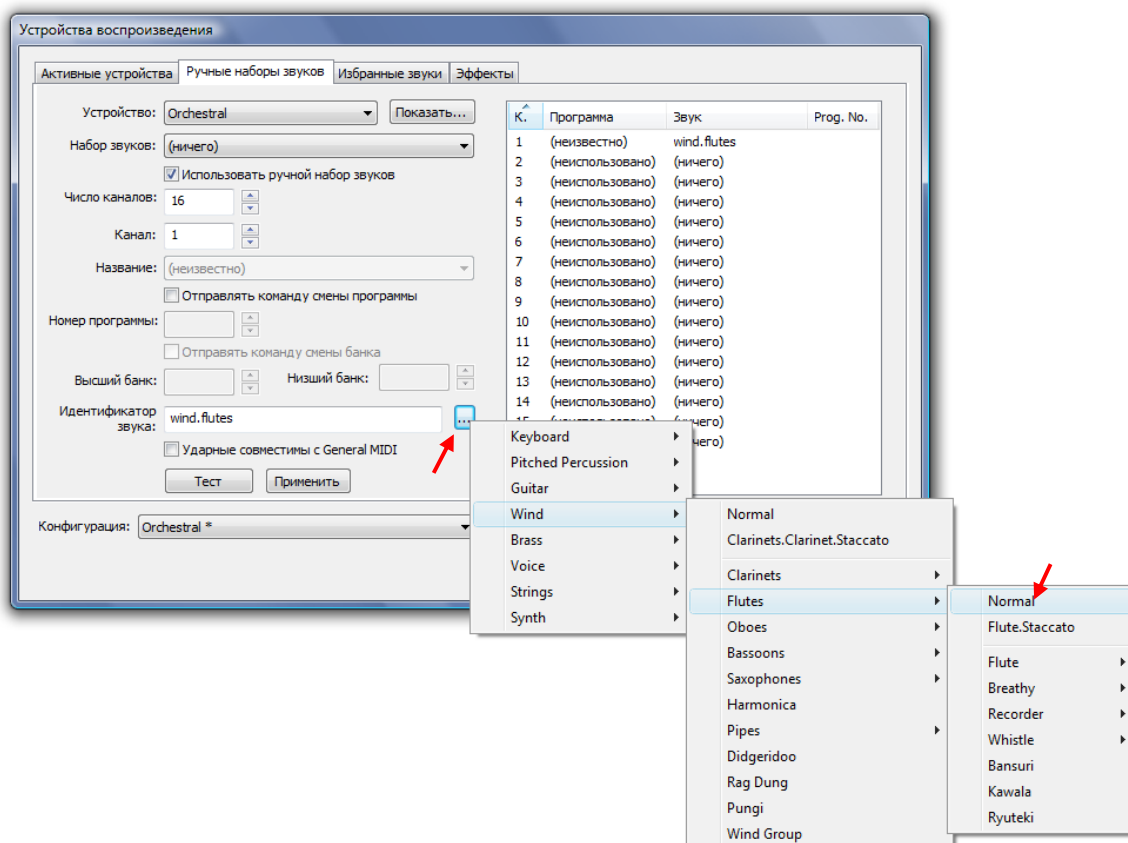 Устройства воспроизведения
Активные устройства
Ручные наборы звуков
Избранные звуки
Эффекты
Устройство: Orchestral Показать...
Набор звуков: (ничего)
Использовать ручной набор звуков
Число каналов: 16
Канал: 1
Название: (неизвестно)
Отправлять команду смены программы
Номер программы:
Отправять команду смены банка
Высший банк: Низший банк:
Идентификатор
звука: wind.flutes ...
Ударные совместимы с General MIDI
Тест Применить
Конфигурация: Orchestral *
К. Программа Звук Prog. No.
1 (неизвестно) wind.flutes
2 (неиспользовано) (ничего)
3 (неиспользовано) (ничего)
4 (неиспользовано) (ничего)
5 (неиспользовано) (ничего)
6 (неиспользовано) (ничего)
7 (неиспользовано) (ничего)
8 (неиспользовано) (ничего)
9 (неиспользовано) (ничего)
10 (неиспользовано) (ничего)
11 (неиспользовано) (ничего)
12 (неиспользовано) (ничего)
13 (неиспользовано) (ничего)
14 (неиспользовано) (ничего)
Keyboard
Pitched Percussion
Guitar
Wind
Brass
Voice
Strings
Synth
Normal
Clarinets.Clarinet.Staccato
Clarinets
Flutes
Oboes
Bassoons
Saxophones
Harmonica
Pipes
Didgeridoo
Rag Dung
Pungi
Wind Group
Normal
Flute.Staccato
Flute
Breathy
Recorder
Whistle
Bansuri
Kawala
Ryuteki